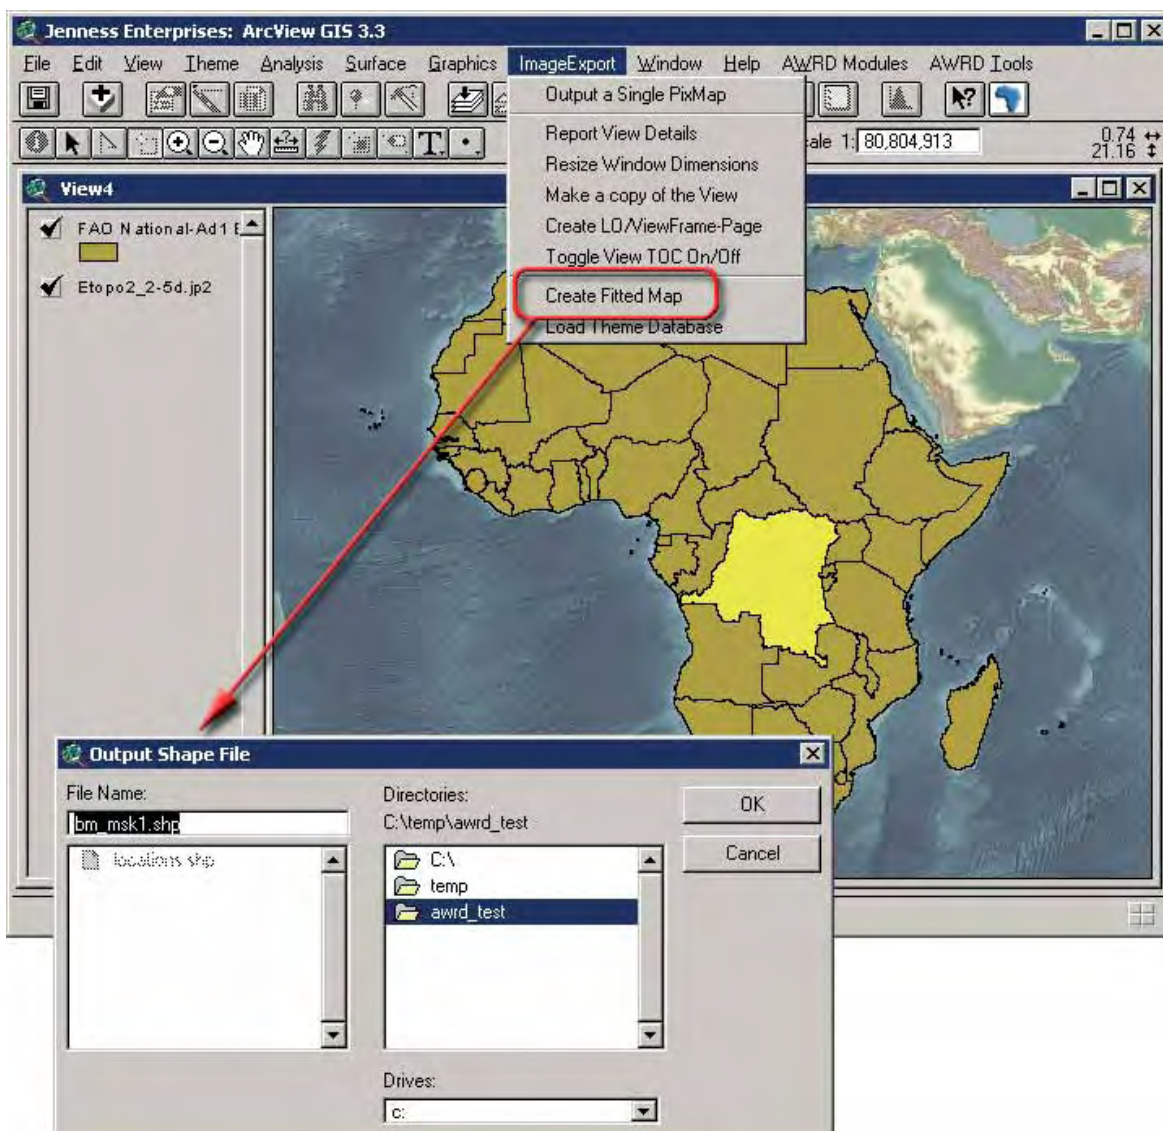 Jenness Enterprises: ArcView GIS 3.3
File Edit View Theme Analysis Surface Graphics ImageExport Window Help AWRD Modules AWRD Tools
Output a Single PixMap
Report View Details
Resize Window Dimensions
Make a copy of the View
Create LO/ViewFrame-Page
Toggle View TOC On/Off
Create Fitted Map
Load Theme Database
ale 1: 80,804,913
0.74
21.16
View4
FAO National-Ad1
Etopo2_2-5d.jp2
Output Shape File
File Name:
bm_msk1.shp
locations.shp
Directories:
C:\temp\awrd_test
C:\
temp
awrd_test
OK
Cancel
Drives:
c: